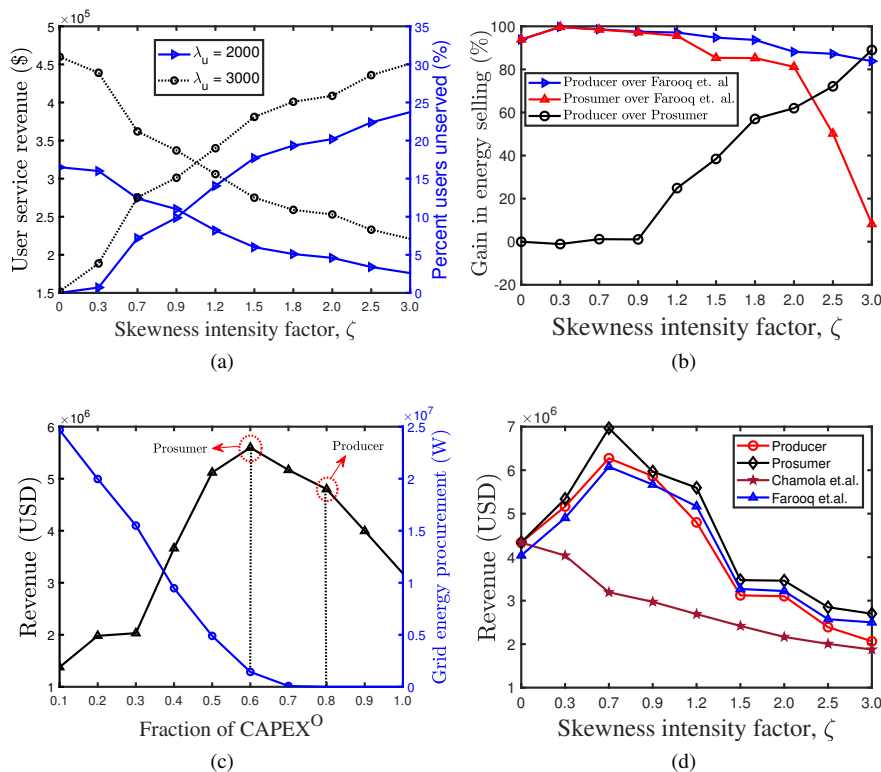 ×10⁵
User service revenue ($)
5
4.5
4
3.5
3
2.5
2
1.5
λᵤ = 2000
λᵤ = 3000
35
30
25
20
15
10
5
0
Percent users unserved (%)
0 0.3 0.7 0.9 1.2 1.5 1.8 2.0 2.5 3.0
Skewness intensity factor, ζ
(a)
Gain in energy selling (%)
100
80
60
40
20
0
-20
Producer over Farooq et. al
Prosumer over Farooq et. al.
Producer over Prosumer
0 0.3 0.7 0.9 1.2 1.5 1.8 2.0 2.5 3.0
Skewness intensity factor, ζ
(b)
×10⁶
Revenue (USD)
6
5
4
3
2
1
Prosumer
Producer
×10⁷
2.5
2
1.5
1
0.5
0
Grid energy procurement (W)
0.1 0.2 0.3 0.4 0.5 0.6 0.7 0.8 0.9 1.0
Fraction of CAPEXᴼ
(c)
×10⁶
Revenue (USD)
7
6
5
4
3
2
1
Producer
Prosumer
Chamola et.al.
Farooq et.al.
0 0.3 0.7 0.9 1.2 1.5 2.0 2.5 3.0
Skewness intensity factor, ζ
(d)